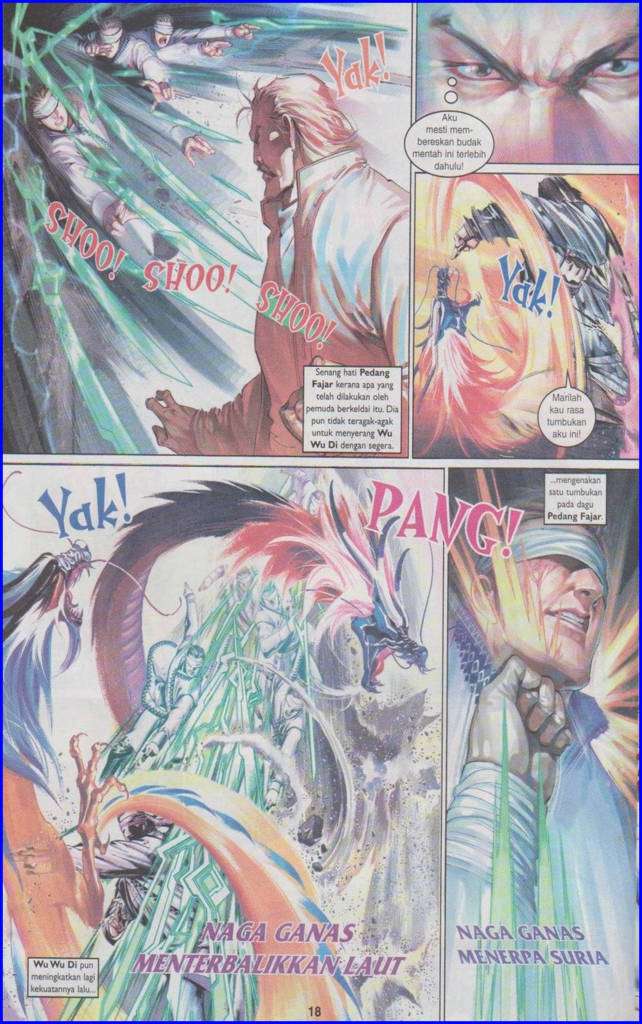 Yak!
SHOO!
SHOO!
SHOO!
Senang hati Pedang
Fajar kerana apa yang
telah dilakukan oleh
pemuda berkeldai itu. Dia
pun tidak teragak-agak
untuk menyerang Wu
Wu Di dengan segera.
Aku
mesti mem-
bereskan budak
mentah ini terlebih
dahulu!
Yak!
Marilah
kau rasa
tumbukan
aku ini!
Yak!
PANG!
NAGA GANAS
MENTERBALIKKAN LAUT
Wu Wu Di pun
meningkatkan lagi
kekuatannya lalu...
...mengenakan
satu tumbukan
pada dagu
Pedang Fajar.
NAGA GANAS
MENERPA SURIA
18